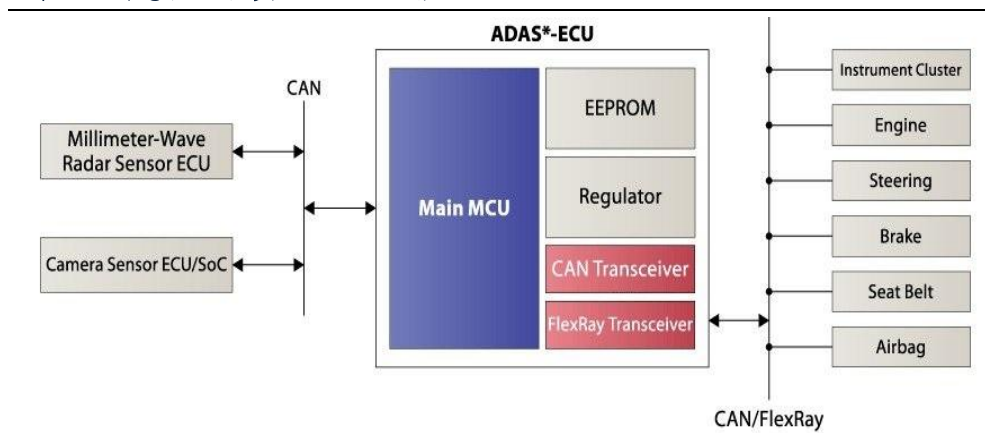 ADAS*-ECU
CAN
Millimeter-Wave
Radar Sensor ECU
Camera Sensor ECU/SoC
Main MCU
EEPROM
Regulator
CAN Transceiver
FlexRay Transceiver
Instrument Cluster
Engine
Steering
Brake
Seat Belt
Airbag
CAN/FlexRay